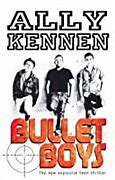 ALLY
KENNEN
BULLET
BOYS
The new explosive teen thriller